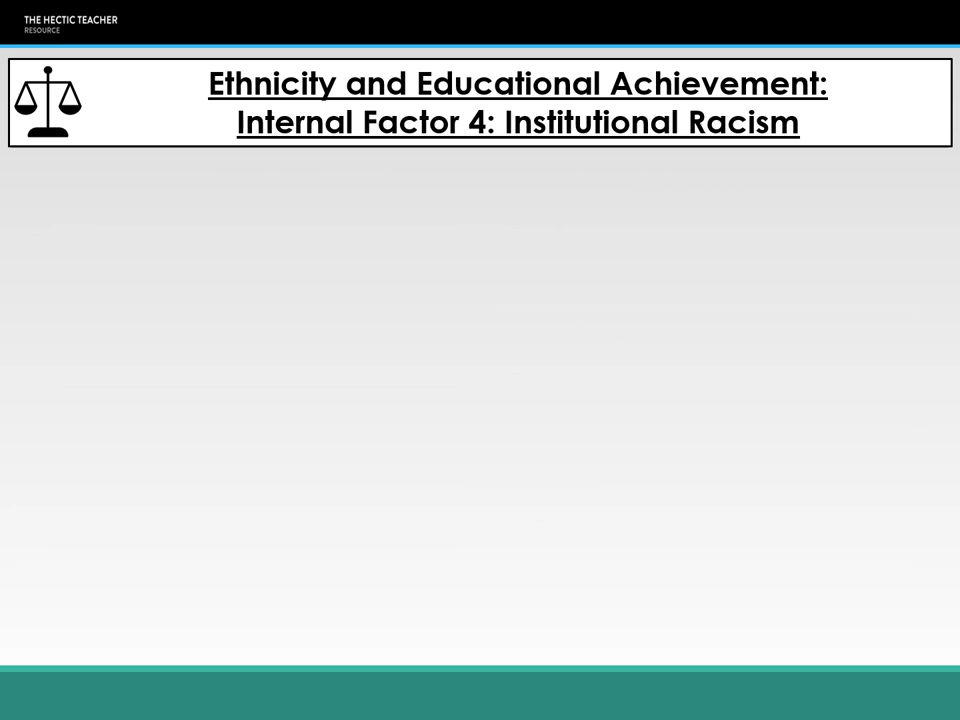 THE HECTIC TEACHER
RESOURCE
Ethnicity and Educational Achievement:
Internal Factor 4: Institutional Racism